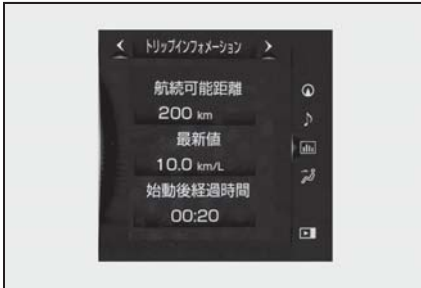 トリップインフォメーション
航続可能距離
200 km
最新値
10.0 km/L
始動後経過時間
00:20